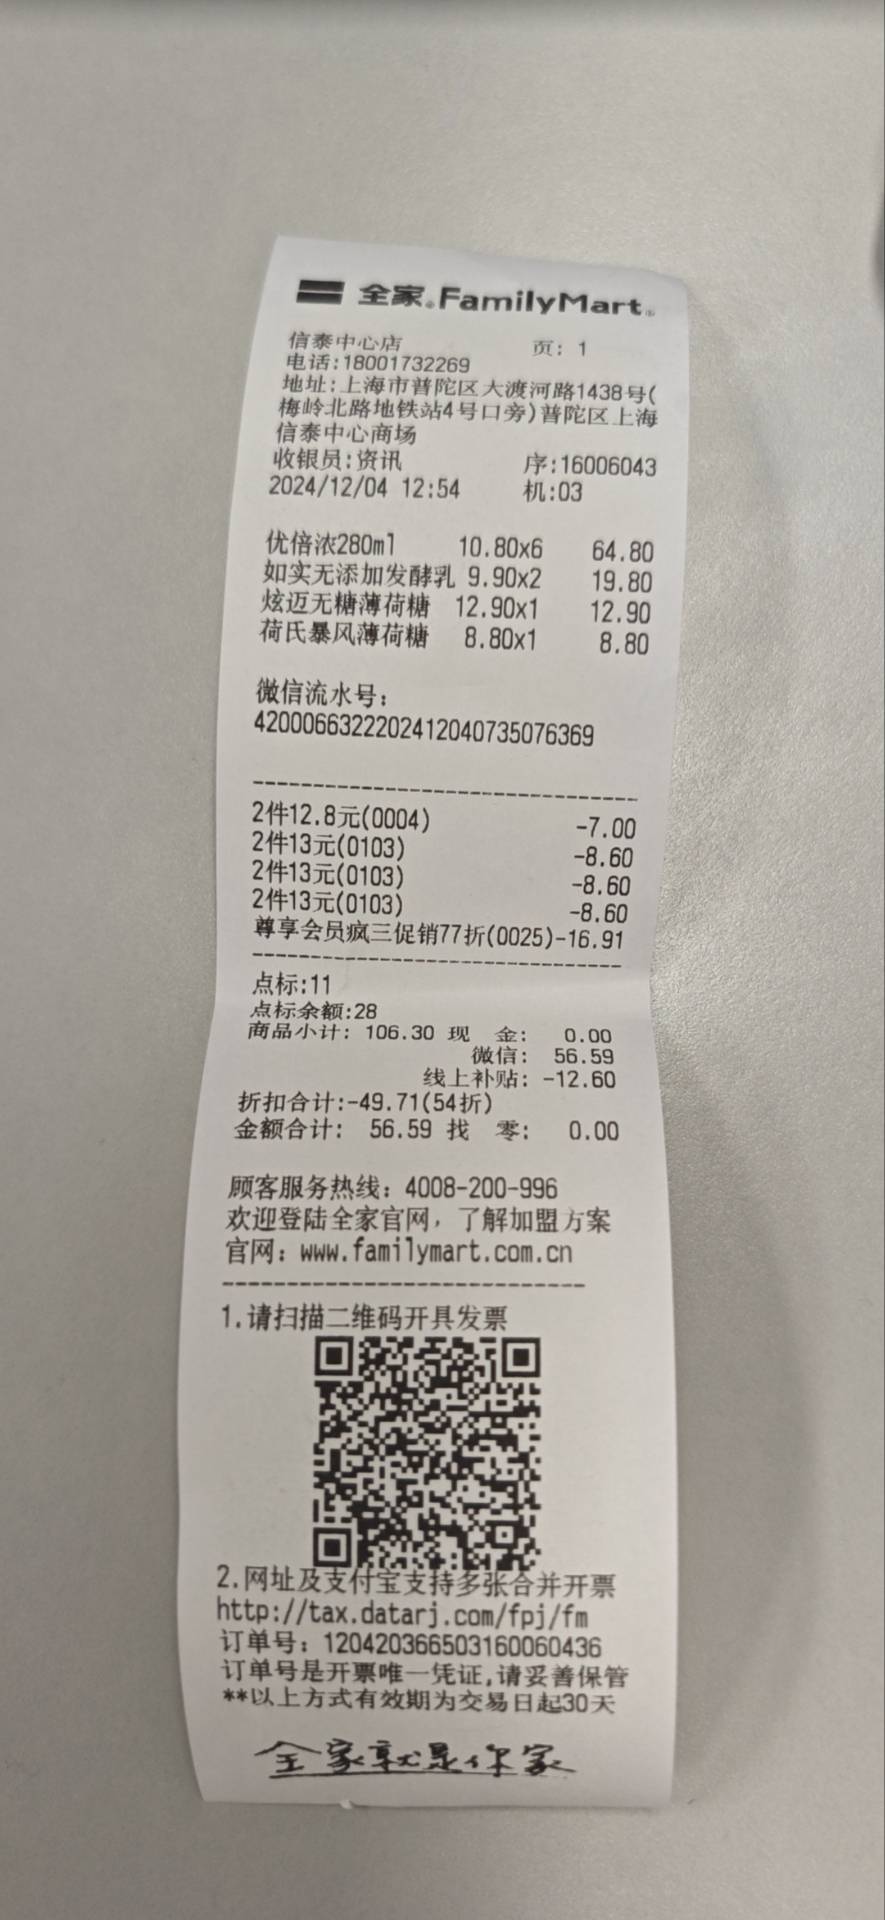 全家 FamilyMart
信泰中心店 页: 1
电话:18001732269
地址:上海市普陀区大渡河路1438号(
梅岭北路地铁站4号口旁)普陀区上海
信泰中心商场
收银员:资讯 序:16006043
2024/12/04 12:54 机:03
优倍浓280ml 10.80x6 64.80
如实无添加发酵乳 9.90x2 19.80
炫迈无糖薄荷糖 12.90x1 12.90
荷氏暴风薄荷糖 8.80x1 8.80
微信流水号:
4200066322202412040735076369
2件12.8元(0004) -7.00
2件13元(0103) -8.60
2件13元(0103) -8.60
2件13元(0103) -8.60
尊享会员疯三促销77折(0025)-16.91
点标:11
点标余额:28
商品小计: 106.30 现 金: 0.00
微信: 56.59
线上补贴: -12.60
折扣合计:-49.71(54折)
金额合计: 56.59 找 零: 0.00
顾客服务热线: 4008-200-996
欢迎登陆全家官网，了解加盟方案
官网: www.familymart.com.cn
1.请扫描二维码开具发票
2.网址及支付宝支持多张合并开票
http://tax.datarj.com/fpj/fm
订单号: 120420366503160060436
订单号是开票唯一凭证,请妥善保管
**以上方式有效期为交易日起30天
全家就是你家